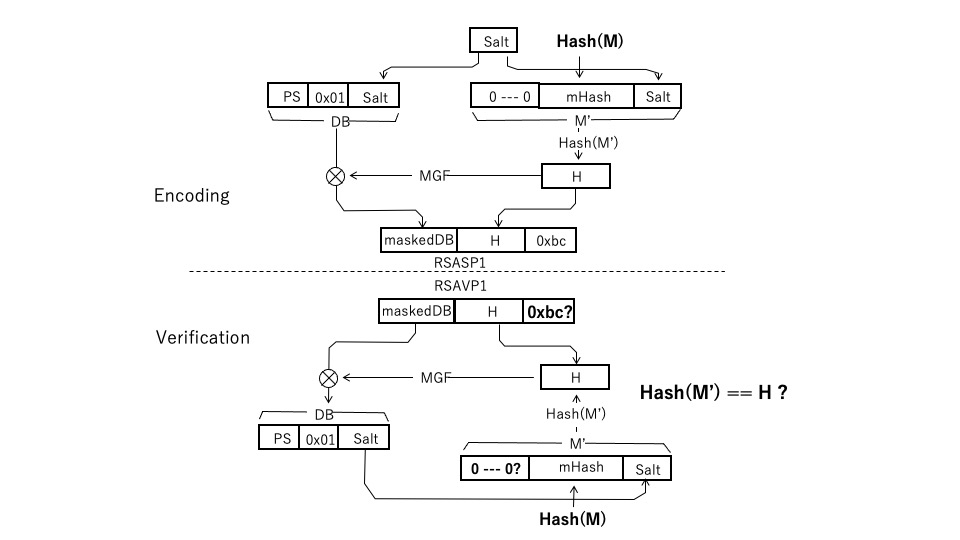 Salt
Hash(M)
PS 0x01 Salt
0 --- 0 mHash Salt
DB
M’
Hash(M’)
MGF
H
Encoding
maskedDB H 0xbc
RSASP1
RSAVP1
maskedDB H 0xbc?
Verification
MGF
H
Hash(M’) == H ?
DB
Hash(M’)
PS 0x01 Salt
M’
0 --- 0? mHash Salt
Hash(M)